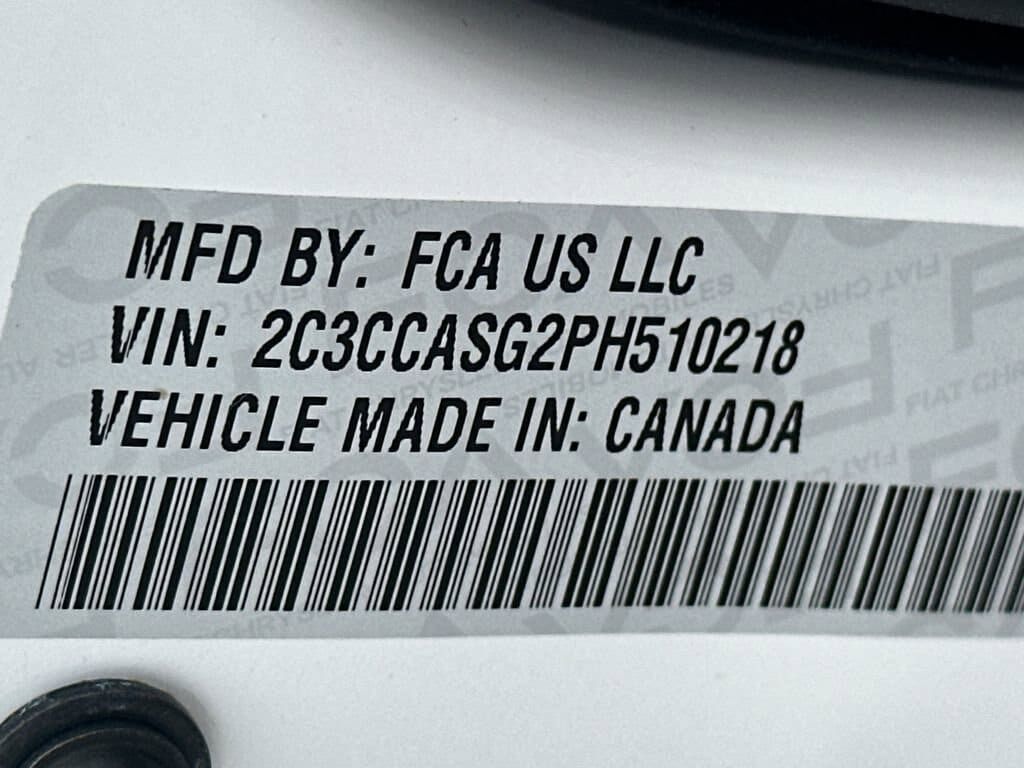 MFD BY: FCA US LLC
VIN: 2C3CCASG2PH510218
VEHICLE MADE IN: CANADA